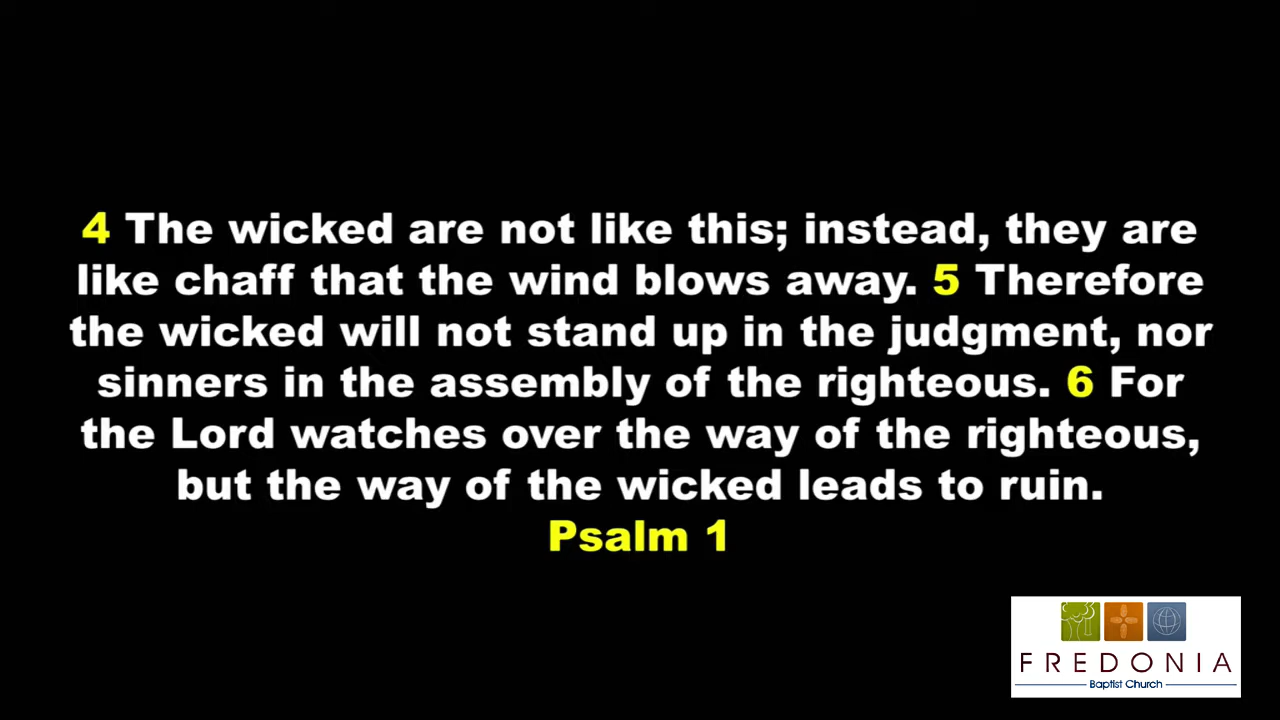 4 The wicked are not like this; instead, they are
like chaff that the wind blows away. 5 Therefore
the wicked will not stand up in the judgment, nor
sinners in the assembly of the righteous. 6 For
the Lord watches over the way of the righteous,
but the way of the wicked leads to ruin.
Psalm 1
FREDONIA
Baptist Church